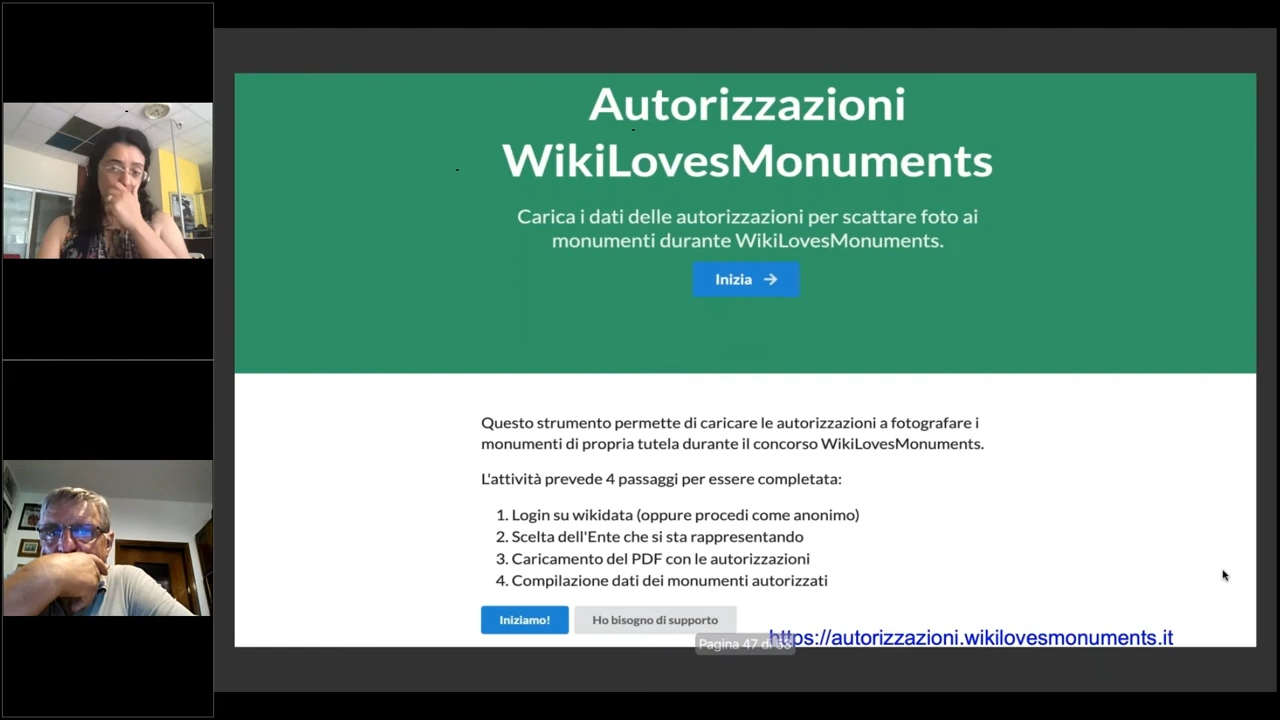 Autorizzazioni
WikiLovesMonuments
Carica i dati delle autorizzazioni per scattare foto ai
monumenti durante WikiLovesMonuments.
Inizia →
Questo strumento permette di caricare le autorizzazioni a fotografare i
monumenti di propria tutela durante il concorso WikiLovesMonuments.
L'attività prevede 4 passaggi per essere completata:
1. Login su wikidata (oppure procedi come anonimo)
2. Scelta dell'Ente che si sta rappresentando
3. Caricamento del PDF con le autorizzazioni
4. Compilazione dati dei monumenti autorizzati
Iniziamo!
Ho bisogno di supporto
https://autorizzazioni.wikilovesmonuments.it
Pagina 47 di